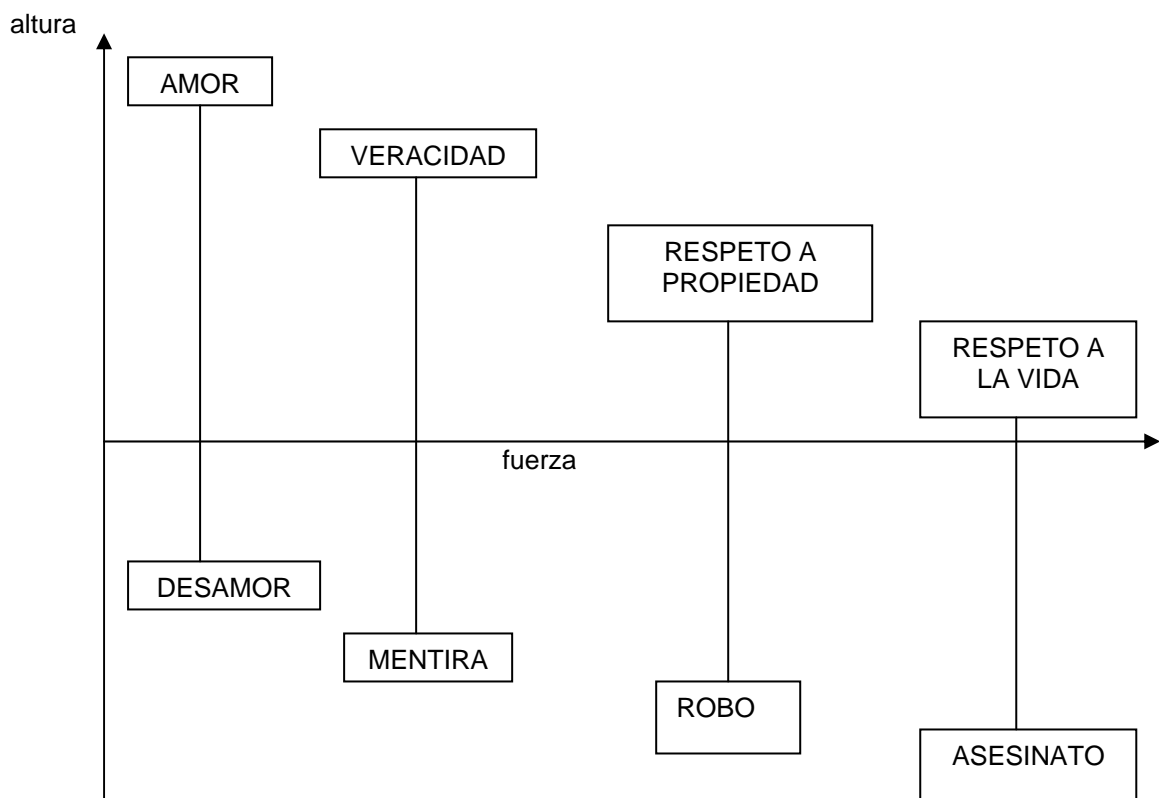 altura
AMOR
VERACIDAD
RESPETO A
PROPIEDAD
RESPETO A
LA VIDA
fuerza
DESAMOR
MENTIRA
ROBO
ASESINATO